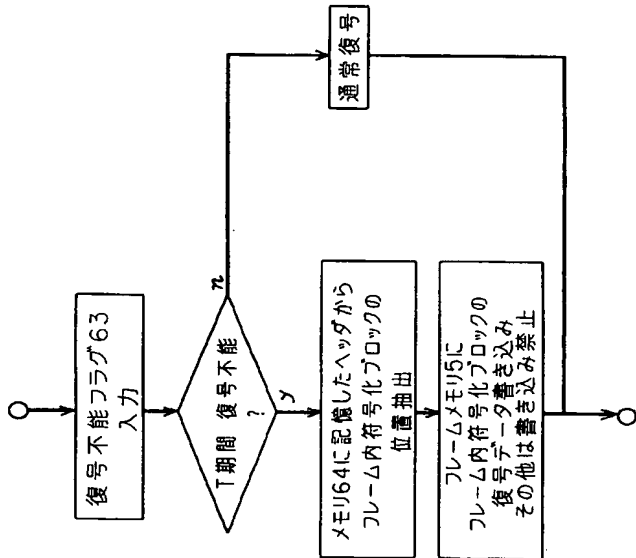 復号不能フラグ63
入力
T期間 復号不能
?
n
y
通常復号
メモリ64に記憶したヘッダから
フレーム内符号化ブロックの
位置抽出
フレームメモリ5に
フレーム内符号化ブロックの
復号データ書き込み
その他は書き込み禁止